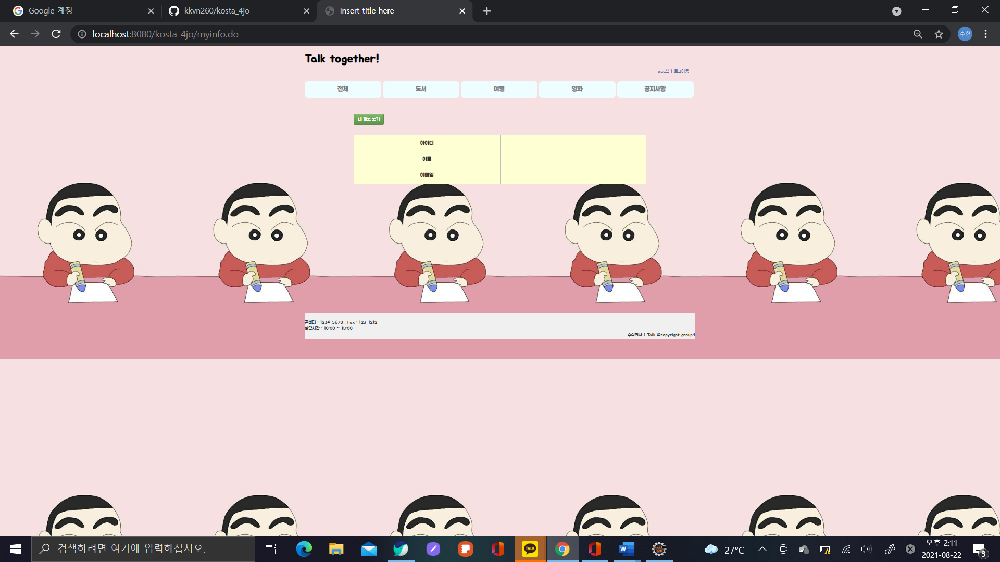 Google 계정
kkvn260/kosta_4jo
Insert title here
localhost:8080/kosta_4jo/myinfo.do
수현
Talk together!
aaa님 | 로그아웃
전체 도서 여행 영화 공지사항
내 정보 보기
아이디
이름
이메일
콜센터 : 1234-5678 , Fax : 123-1212
상담시간 : 10:00 ~ 18:00
주식회사 | Talk @copyright group4
검색하려면 여기에 입력하십시오.
TALK
27°C
오후 2:11
2021-08-22
3